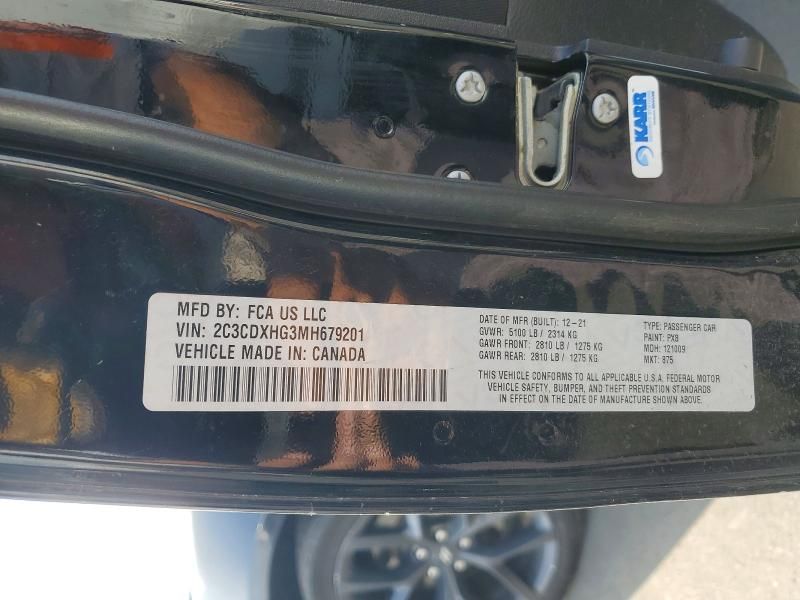 KARR
MFD BY: FCA US LLC
VIN: 2C3CDXHG3MH679201
VEHICLE MADE IN: CANADA
DATE OF MFR (BUILT): 12-21
GVWR: 5100 LB / 2314 KG
GAWR FRONT: 2810 LB / 1275 KG
GAWR REAR: 2810 LB / 1275 KG
TYPE: PASSENGER CAR
PAINT: PX8
MDH: 121009
MKT: 875
THIS VEHICLE CONFORMS TO ALL APPLICABLE U.S.A. FEDERAL MOTOR
VEHICLE SAFETY, BUMPER, AND THEFT PREVENTION STANDARDS
IN EFFECT ON THE DATE OF MANUFACTURE SHOWN ABOVE.